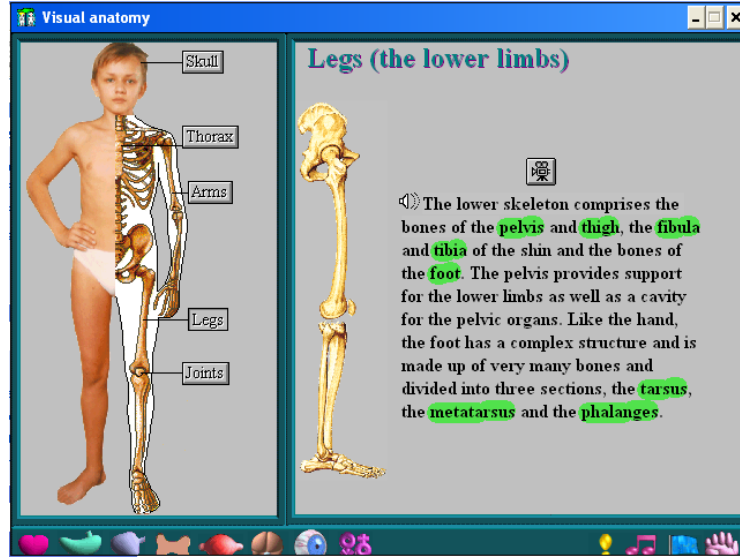 Visual anatomy
Skull
Thorax
Arms
Legs
Joints
Legs (the lower limbs)
The lower skeleton comprises the
bones of the pelvis and thigh, the fibula
and tibia of the shin and the bones of
the foot. The pelvis provides support
for the lower limbs as well as a cavity
for the pelvic organs. Like the hand,
the foot has a complex structure and is
made up of very many bones and
divided into three sections, the tarsus,
the metatarsus and the phalanges.